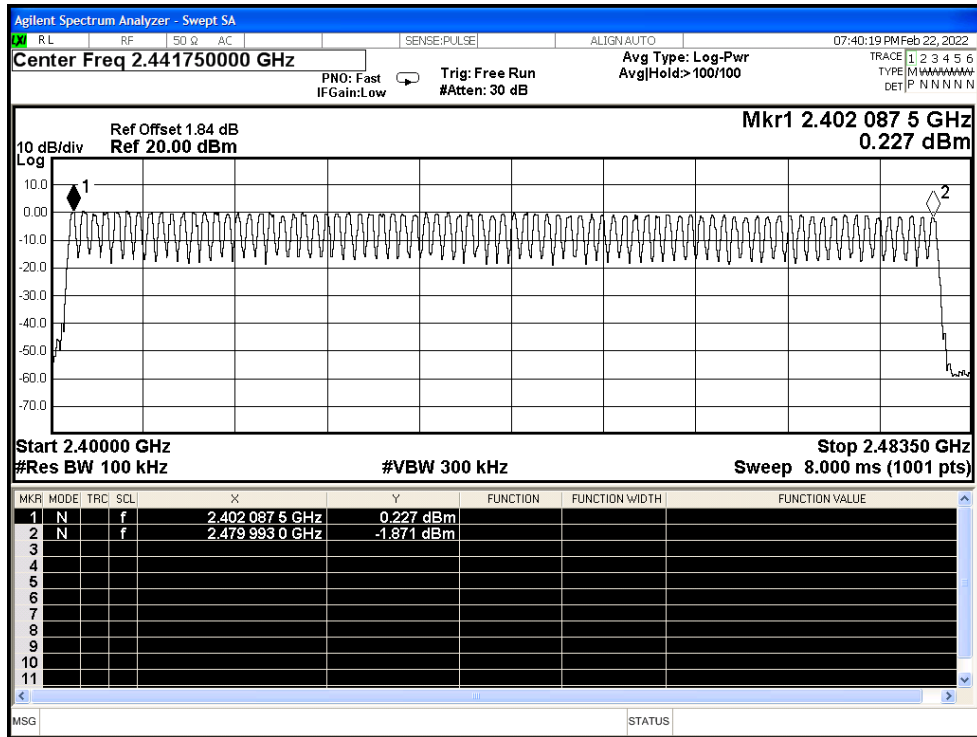 Agilent Spectrum Analyzer - Swept SA
LXI RL RF 50 Ω AC SENSE:PULSE ALIGN AUTO 07:40:19 PM Feb 22, 2022
Center Freq 2.441750000 GHz
PNO: Fast
IFGain:Low
Trig: Free Run
#Atten: 30 dB
Avg Type: Log-Pwr
Avg|Hold:>100/100
TRACE 1 2 3 4 5 6
TYPE M
DET P N N N N N
Mkr1 2.402 087 5 GHz
0.227 dBm
Ref Offset 1.84 dB
10 dB/div Ref 20.00 dBm
Log
10.0
0.00
-10.0
-20.0
-30.0
-40.0
-50.0
-60.0
-70.0
1
2
Start 2.40000 GHz Stop 2.48350 GHz
#Res BW 100 kHz #VBW 300 kHz Sweep 8.000 ms (1001 pts)
MKR MODE TRC SCL X Y FUNCTION FUNCTION WIDTH FUNCTION VALUE
1 N f 2.402 087 5 GHz 0.227 dBm
2 N f 2.479 993 0 GHz -1.871 dBm
3
4
5
6
7
8
9
10
11
MSG STATUS